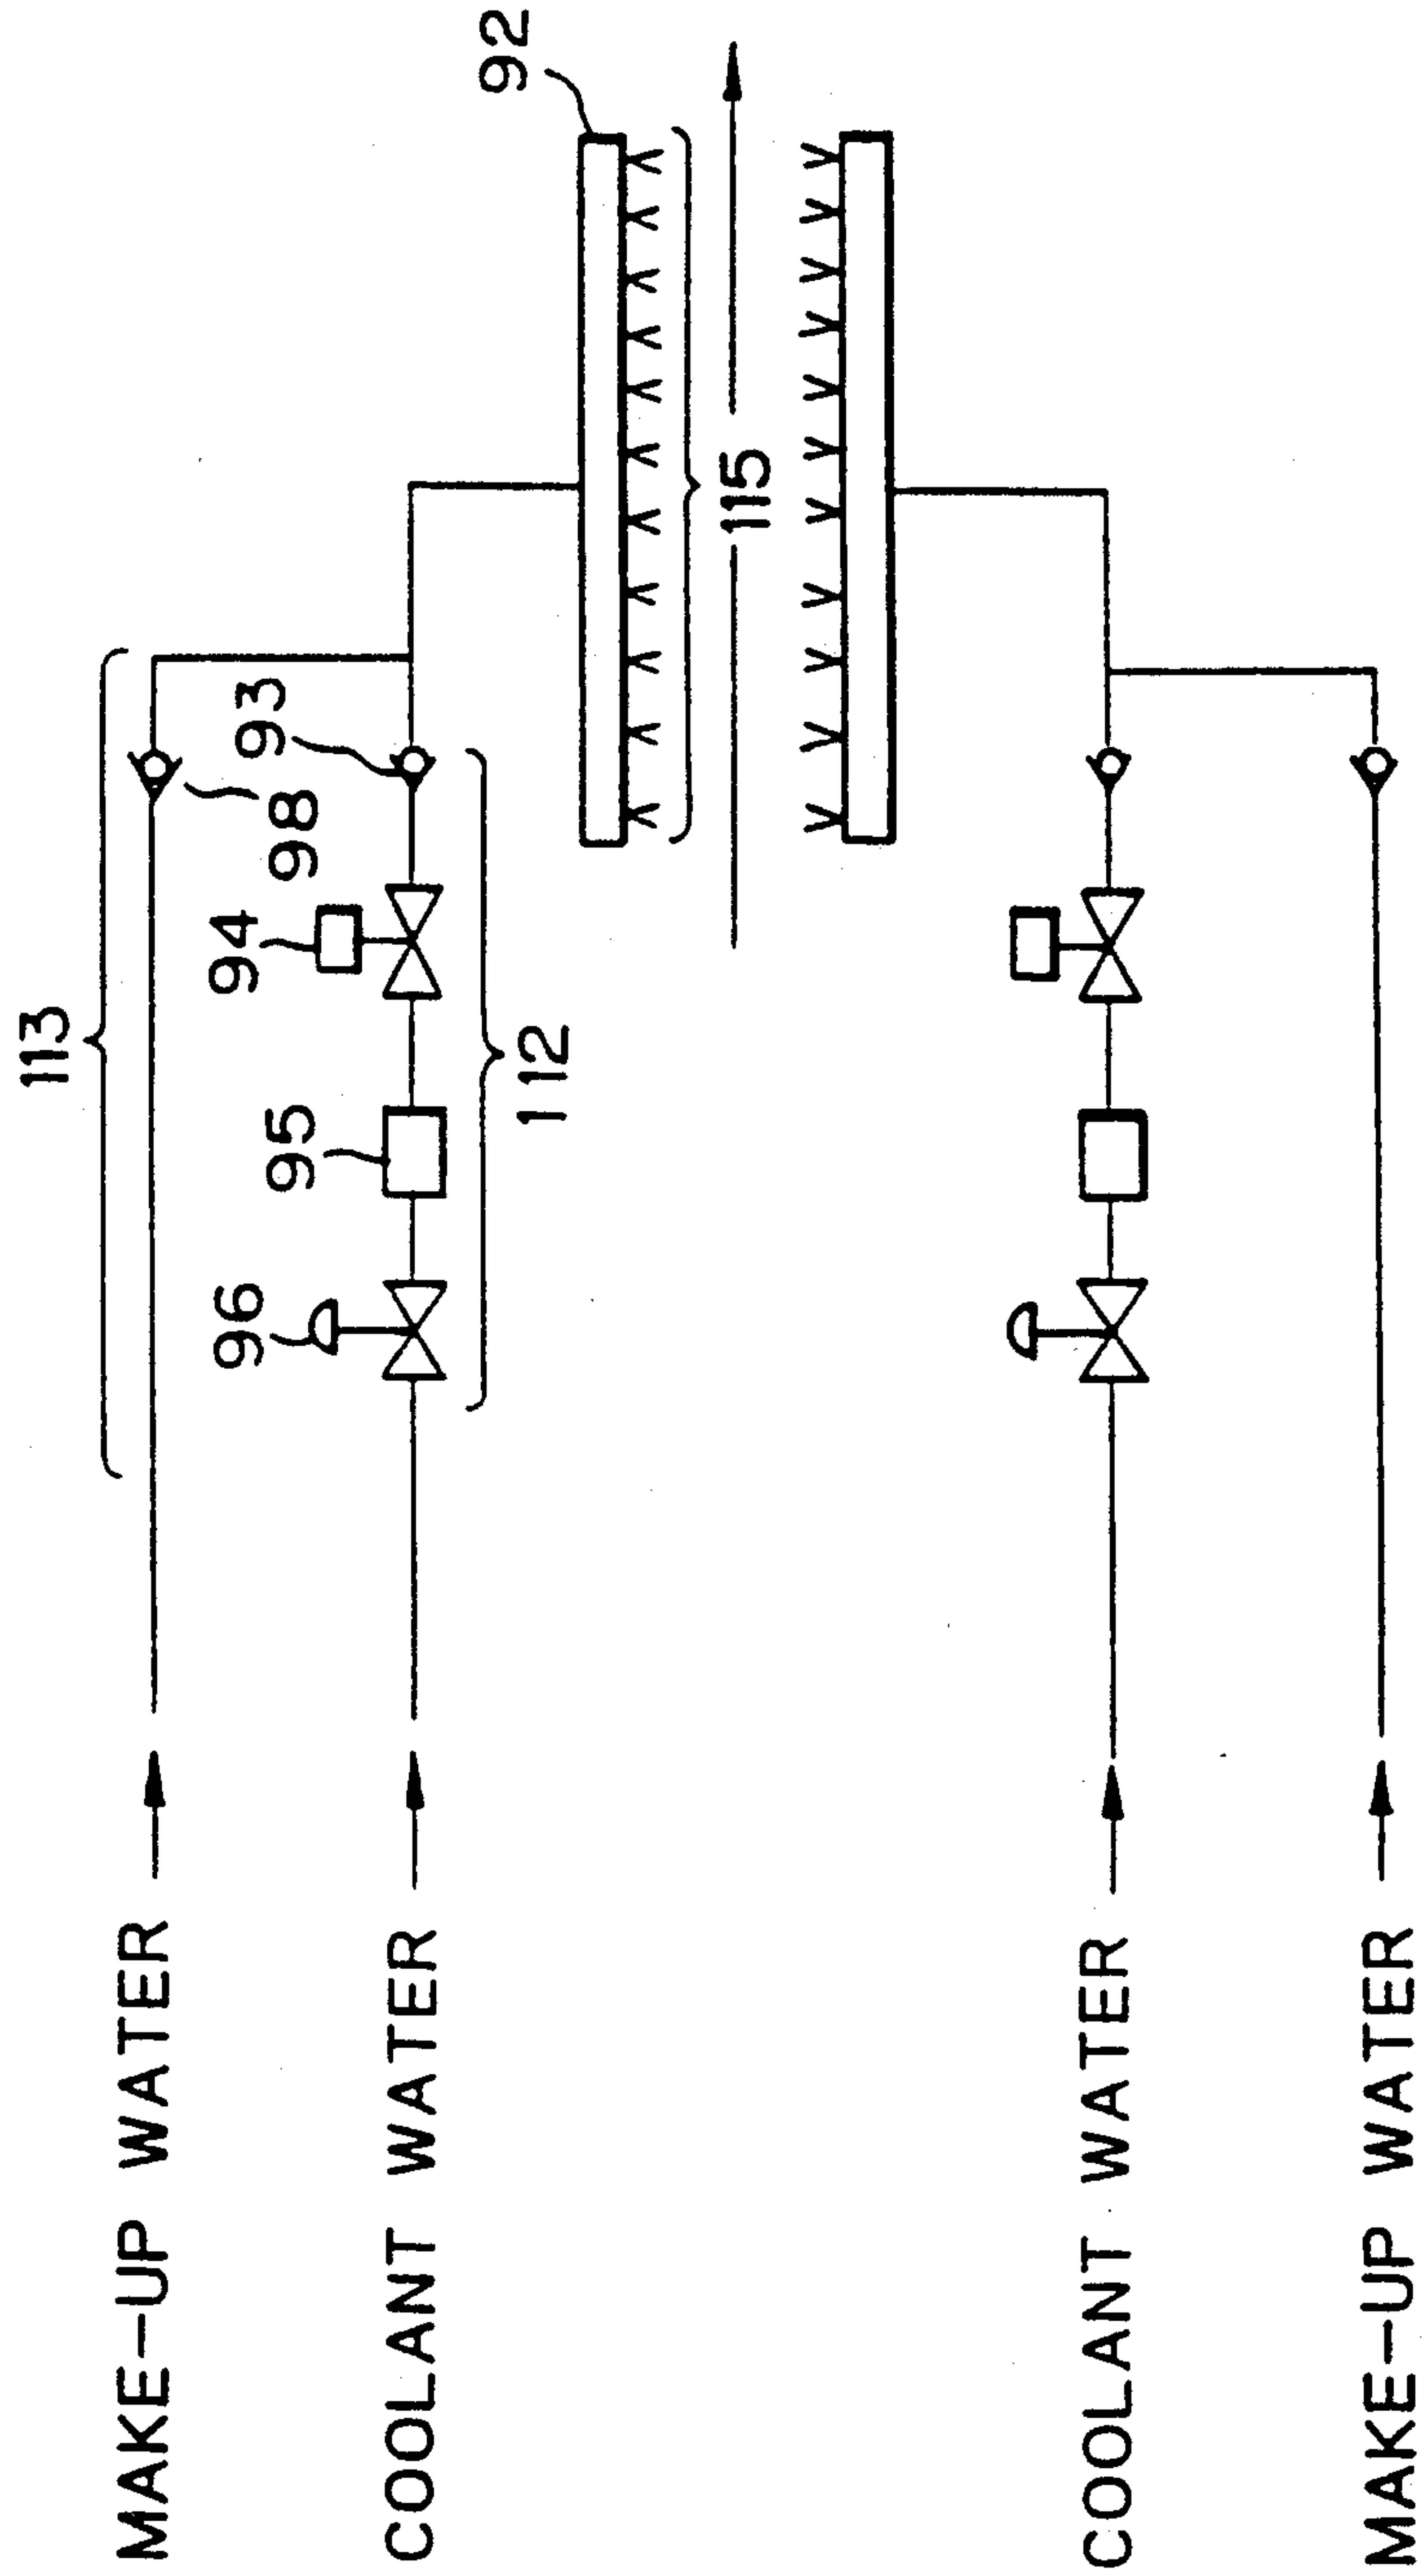 MAKE-UP WATER
113
98
93
COOLANT WATER
96
95
94
112
92
115
COOLANT WATER
MAKE-UP WATER